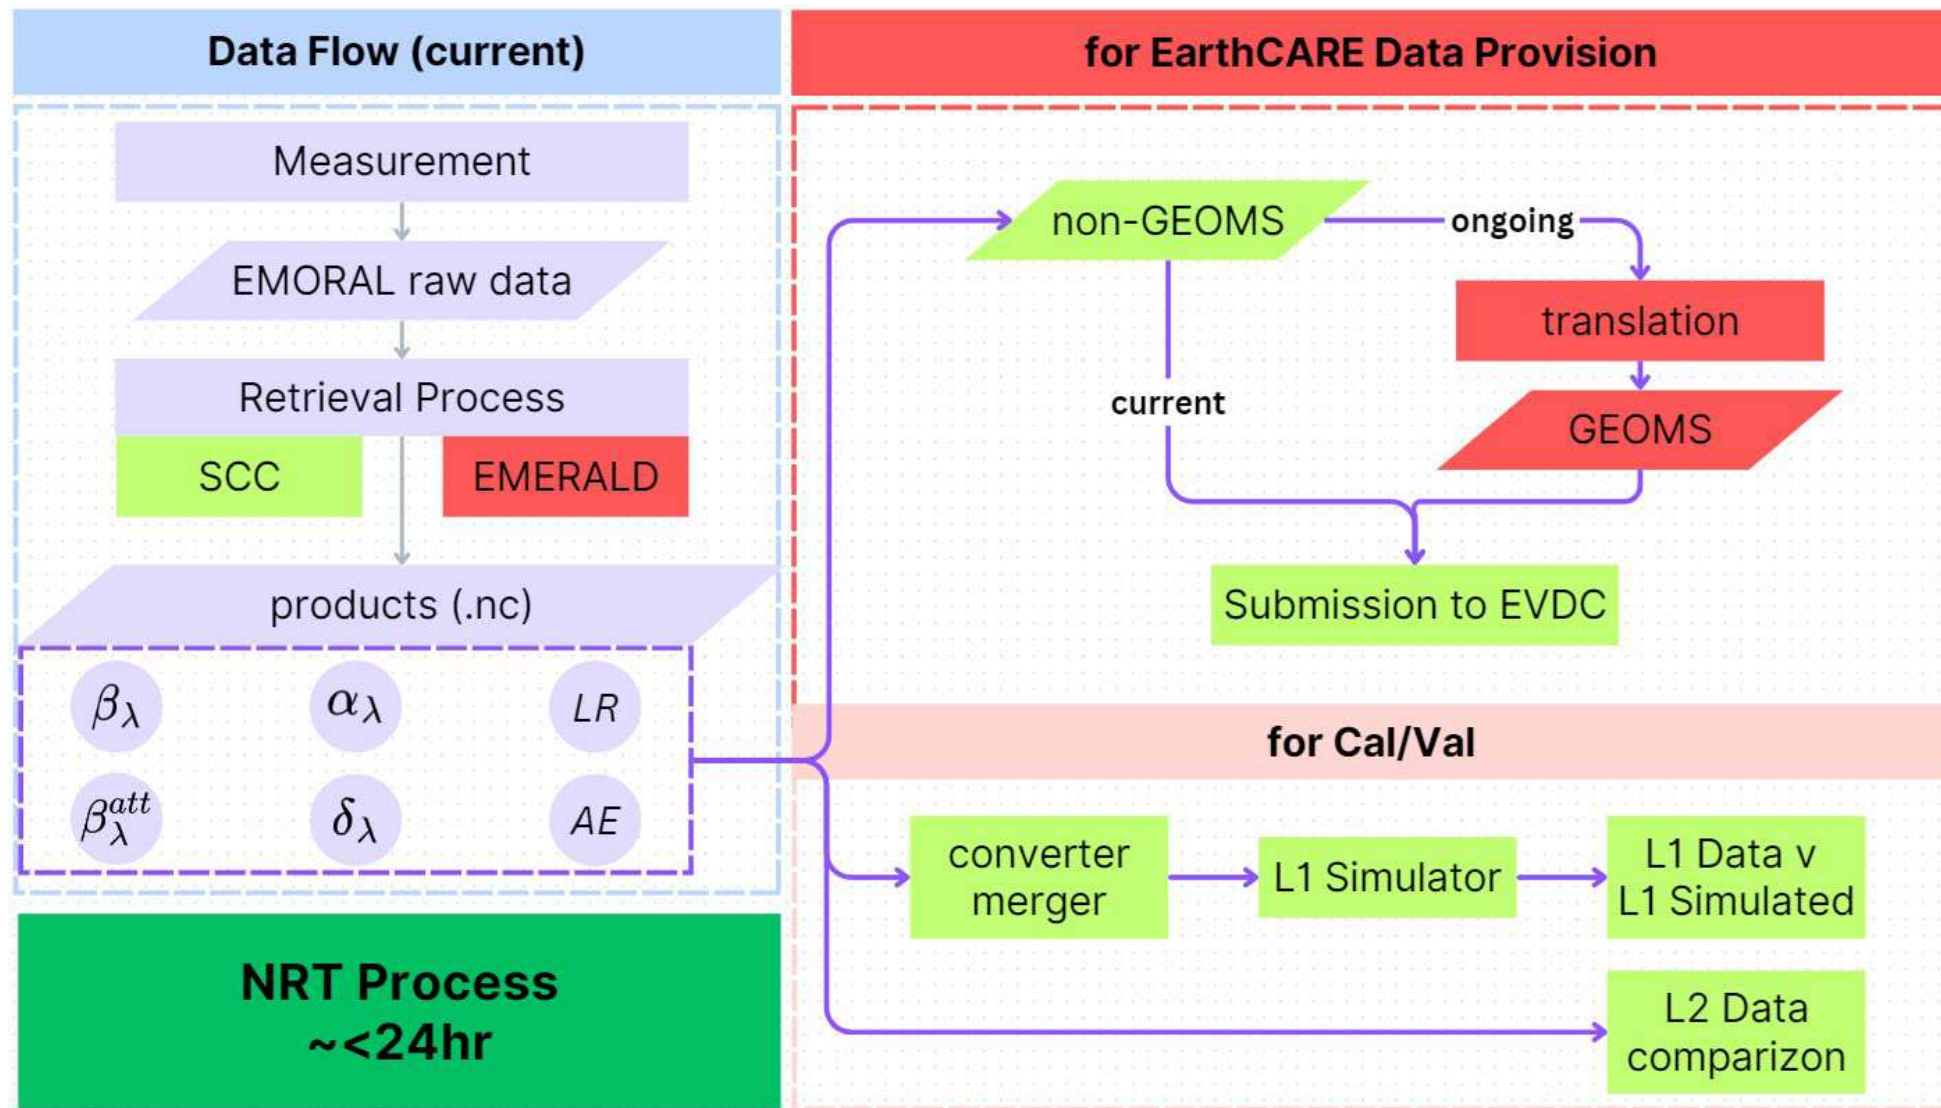 Data Flow (current)
Measurement
EMORAL raw data
Retrieval Process
SCC
EMERALD
products (.nc)
βλ
αλ
LR
βλ^att
δλ
AE
NRT Process
~<24hr
for EarthCARE Data Provision
non-GEOMS
ongoing
translation
current
GEOMS
Submission to EVDC
for Cal/Val
converter
merger
L1 Simulator
L1 Data v
L1 Simulated
L2 Data
comparizon